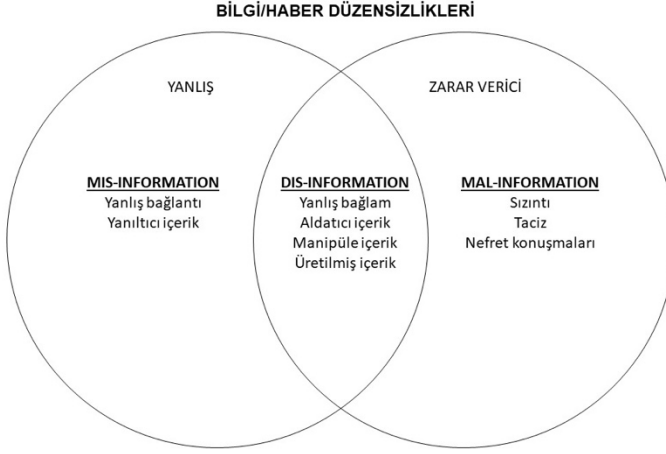 BİLGİ/HABER DÜZENSİZLİKLERİ
YANLIŞ
ZARAR VERİCİ
MIS-INFORMATION
Yanlış bağlantı
Yanıltıcı içerik
DIS-INFORMATION
Yanlış bağlam
Aldatıcı içerik
Manipüle içerik
Üretilmiş içerik
MAL-INFORMATION
Sızıntı
Taciz
Nefret konuşmaları